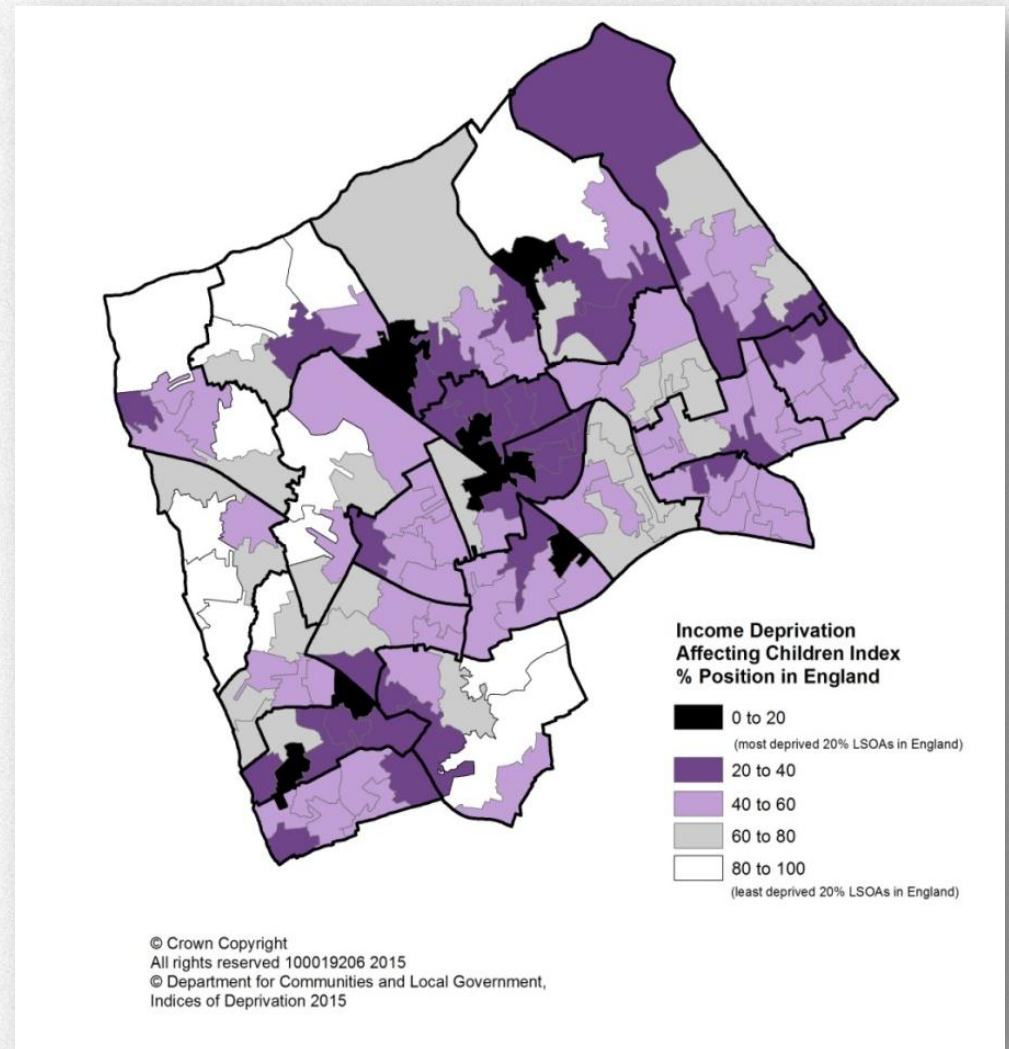 Income Deprivation
Affecting Children Index
% Position in England
0 to 20
(most deprived 20% LSOAs in England)
20 to 40
40 to 60
60 to 80
80 to 100
(least deprived 20% LSOAs in England)
© Crown Copyright
All rights reserved 100019206 2015
© Department for Communities and Local Government,
Indices of Deprivation 2015